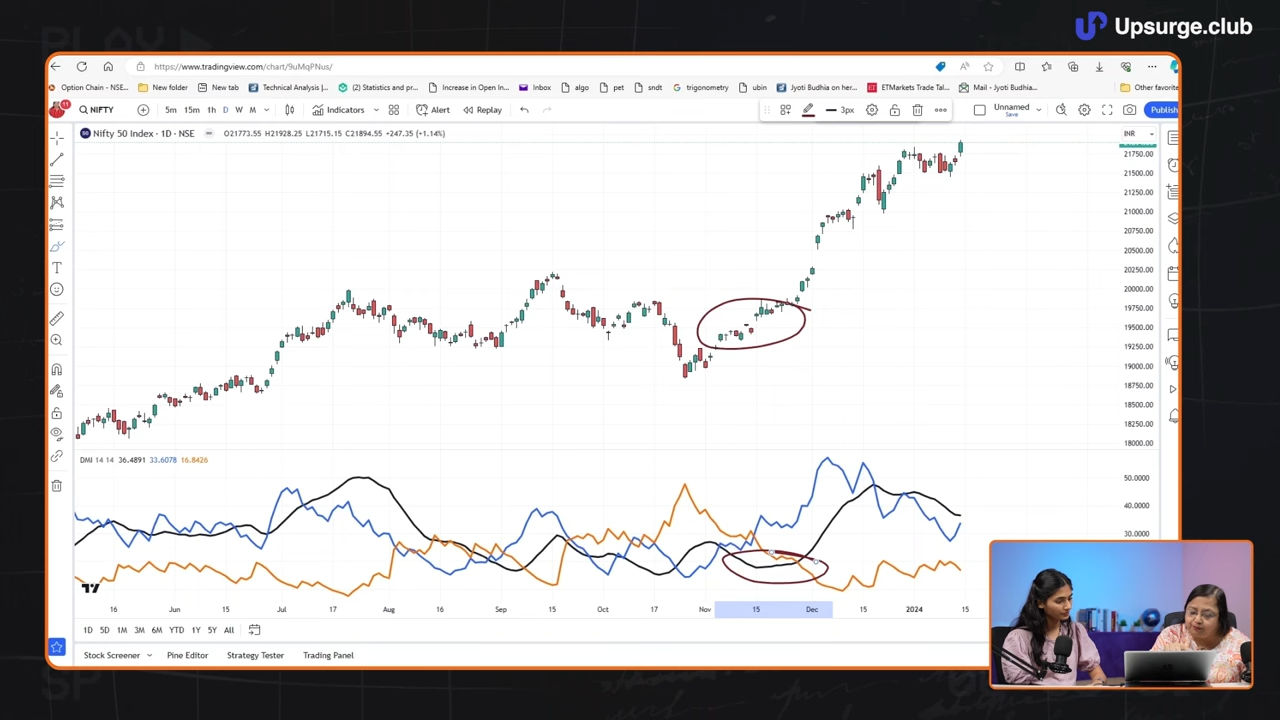 Upsurge.club
https://www.tradingview.com/chart/9uMqPNus/
Option Chain - NSE... New folder New tab Technical Analysis |... (2) Statistics and pr... Increase in Open In... Inbox algo pet sndt trigonometry ubin Jyoti Budhia on her... ETMarkets Trade Tal... Mail - Jyoti Budhia... Other favorite
11 NIFTY 5m 15m 1h D W M Indicators Alert Replay 3px Unnamed Save Publish
Nifty 50 Index · 1D · NSE O21773.55 H21928.25 L21715.15 C21894.55 +247.35 (+1.14%) INR
21750.00
21500.00
21250.00
21000.00
20750.00
20500.00
20250.00
20000.00
19750.00
19500.00
19250.00
19000.00
18750.00
18500.00
18250.00
18000.00
DMI 14 14 36.4891 33.6078 16.8426
50.0000
40.0000
30.0000
16 Jun 15 Jul 17 Aug 16 Sep 15 Oct 17 Nov 15 Dec 15 2024 15
1D 5D 1M 3M 6M YTD 1Y 5Y All
Stock Screener Pine Editor Strategy Tester Trading Panel